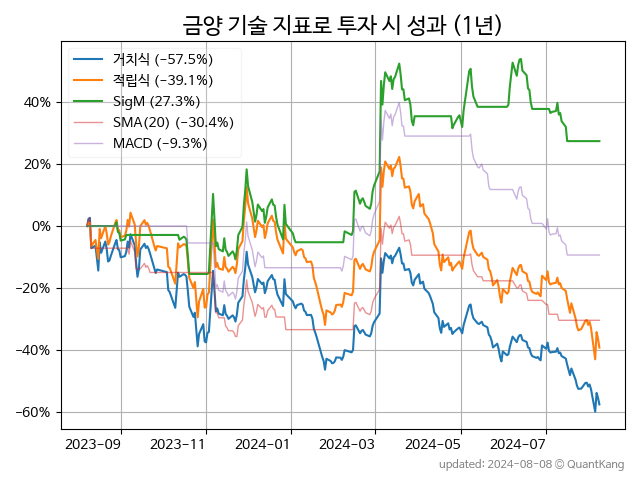 금양 기술 지표로 투자 시 성과 (1년)
거치식 (−57.5%)
적립식 (−39.1%)
SigM (27.3%)
SMA(20) (−30.4%)
MACD (−9.3%)
40%
20%
0%
−20%
−40%
−60%
2023-09 2023-11 2024-01 2024-03 2024-05 2024-07
updated: 2024-08-08 © QuantKang